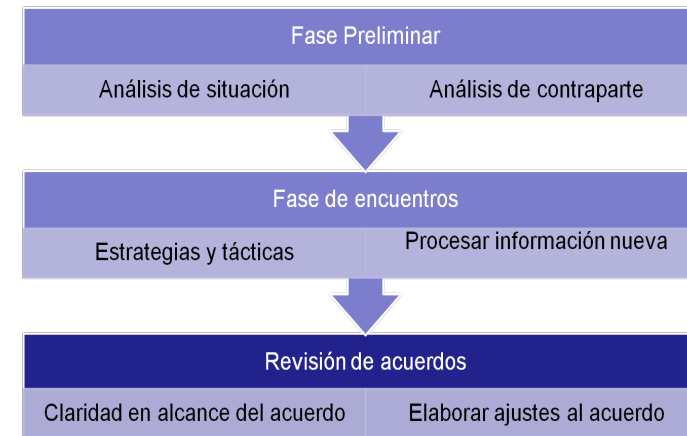 Fase Preliminar
Análisis de situación
Análisis de contraparte
Fase de encuentros
Estrategias y tácticas
Procesar información nueva
Revisión de acuerdos
Claridad en alcance del acuerdo
Elaborar ajustes al acuerdo